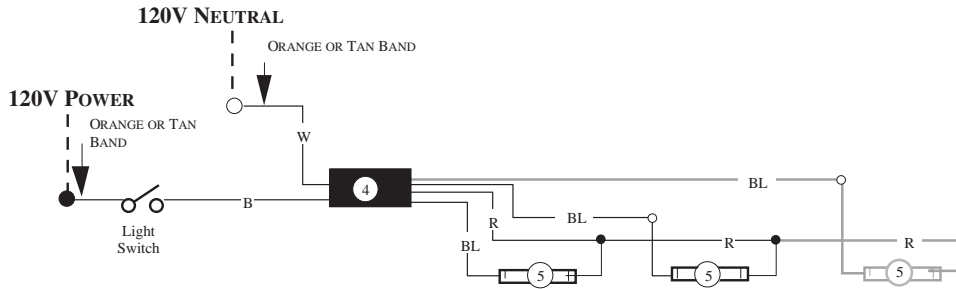 120V NEUTRAL
ORANGE OR TAN BAND
120V POWER
ORANGE OR TAN
BAND
W
4
BL
B
R
BL
BL
R
R
Light
Switch
5
5
5